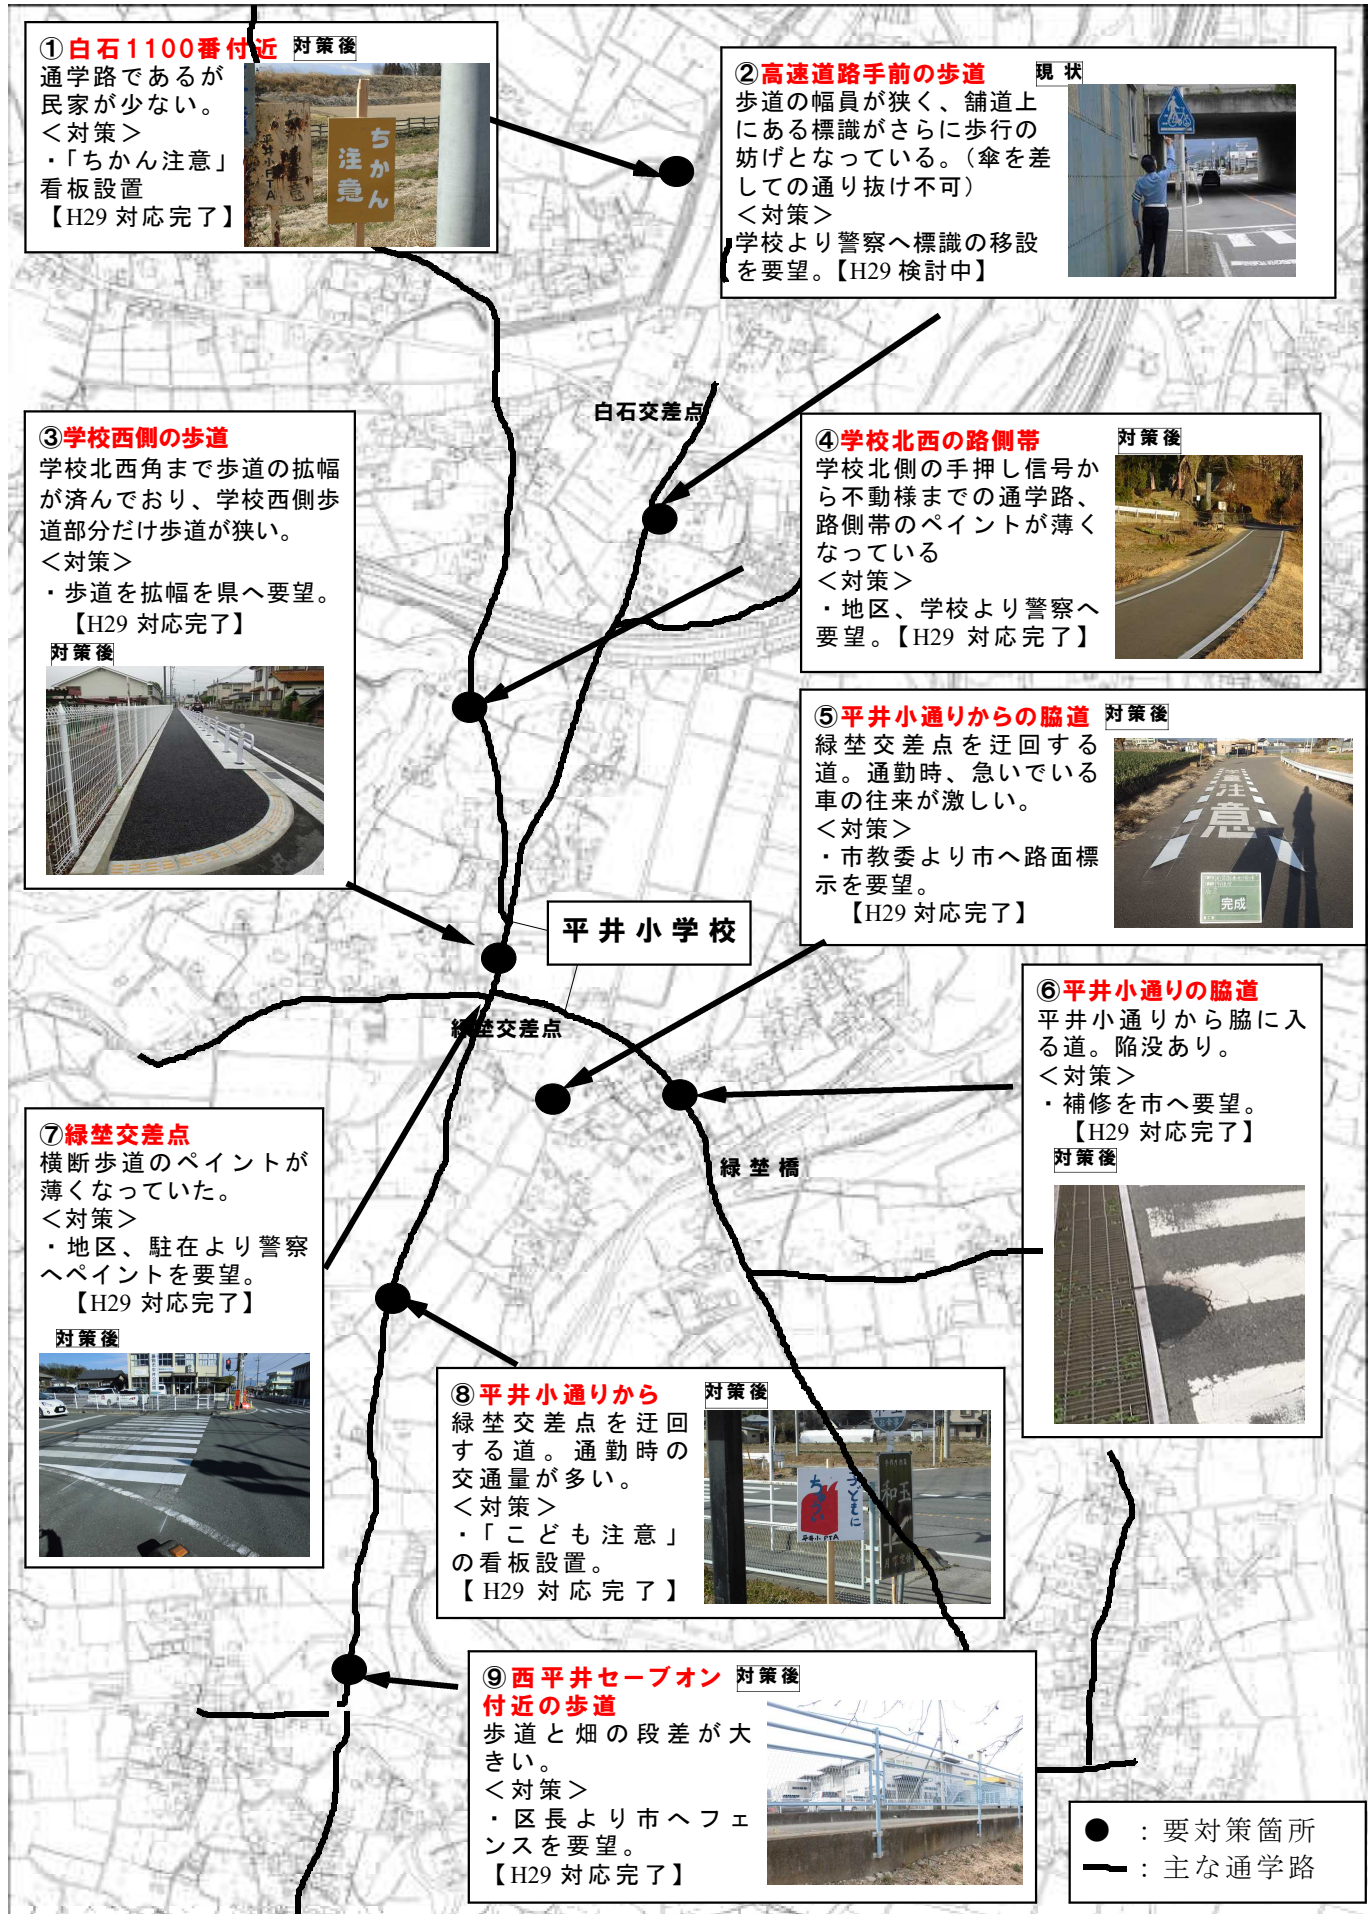 ①白石1100番付近
対策後
通学路であるが
民家が少ない。
＜対策＞
・「ちかん注意」
看板設置
【H29 対応完了】
ちかん
注意
②高速道路手前の歩道
現 状
歩道の幅員が狭く、舗道上
にある標識がさらに歩行の
妨げとなっている。（傘を差
しての通り抜け不可）
＜対策＞
学校より警察へ標識の移設
を要望。【H29 検討中】
白石交差点
③学校西側の歩道
学校北西角まで歩道の拡幅
が済んでおり、学校西側歩
道部分だけ歩道が狭い。
＜対策＞
・歩道を拡幅を県へ要望。
【H29 対応完了】
対策後
④学校北西の路側帯
対策後
学校北側の手押し信号か
ら不動様までの通学路、
路側帯のペイントが薄く
なっている
＜対策＞
・地区、学校より警察へ
要望。【H29 対応完了】
⑤平井小通りからの脇道
対策後
緑埜交差点を迂回する
道。通勤時、急いでいる
車の往来が激しい。
＜対策＞
・市教委より市へ路面標
示を要望。
【H29 対応完了】
注意
完成
平井小学校
緑埜交差点
⑥平井小通りの脇道
平井小通りから脇に入
る道。陥没あり。
＜対策＞
・補修を市へ要望。
【H29 対応完了】
対策後
緑埜橋
⑦緑埜交差点
横断歩道のペイントが
薄くなっていた。
＜対策＞
・地区、駐在より警察
へペイントを要望。
【H29 対応完了】
対策後
⑧平井小通りから
対策後
緑埜交差点を迂回
する道。通勤時の
交通量が多い。
＜対策＞
・「こども注意」
の看板設置。
【H29 対応完了】
こどもに
ちゅうい
平井小PTA
⑨西平井セーブオン
付近の歩道
対策後
歩道と畑の段差が大
きい。
＜対策＞
・区長より市へフェ
ンスを要望。
【H29 対応完了】
●：要対策箇所
：主な通学路